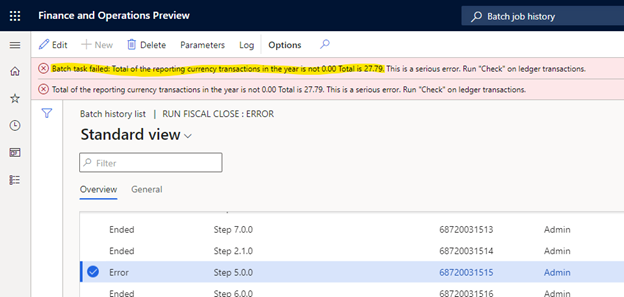 Finance and Operations Preview
Batch job history
Edit
New
Delete
Parameters
Log
Options
Batch task failed: Total of the reporting currency transactions in the year is not 0.00 Total is 27.79. This is a serious error. Run "Check" on ledger transactions.
Total of the reporting currency transactions in the year is not 0.00 Total is 27.79. This is a serious error. Run "Check" on ledger transactions.
Batch history list | RUN FISCAL CLOSE : ERROR
Standard view
Filter
Overview
General
Ended Step 7.0.0 68720031513 Admin
Ended Step 2.1.0 68720031514 Admin
Error Step 5.0.0 68720031515 Admin
Ended Step 6.0.0 68720031516 Admin